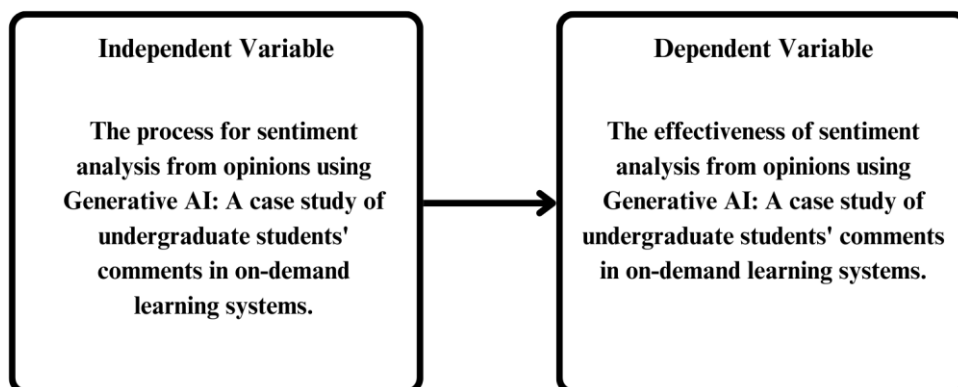 Independent Variable
The process for sentiment
analysis from opinions using
Generative AI: A case study of
undergraduate students'
comments in on-demand
learning systems.
Dependent Variable
The effectiveness of sentiment
analysis from opinions using
Generative AI: A case study of
undergraduate students' comments
in on-demand learning systems.